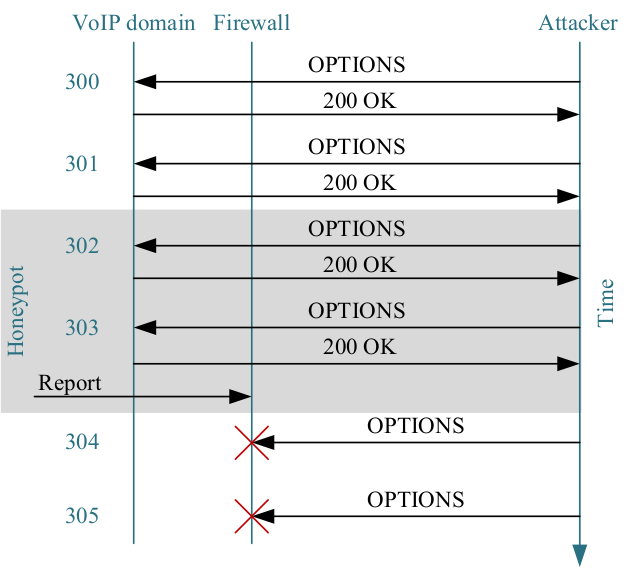 VoIP domain Firewall Attacker
OPTIONS
300
200 OK
OPTIONS
301
200 OK
OPTIONS
302
200 OK
Honeypot
Time
OPTIONS
303
200 OK
Report
OPTIONS
304
OPTIONS
305